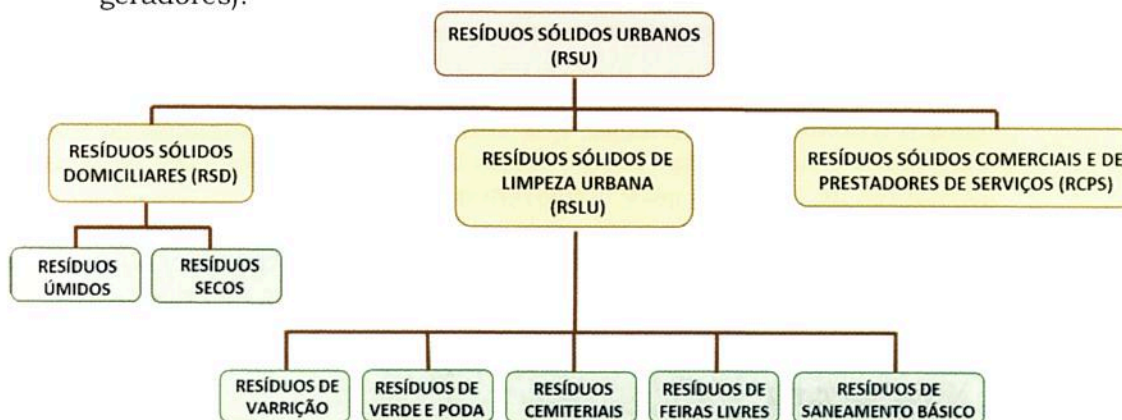 geradores).
RESÍDUOS SÓLIDOS URBANOS
(RSU)
RESÍDUOS SÓLIDOS
DOMICILIARES (RSD)
RESÍDUOS SÓLIDOS DE
LIMPEZA URBANA
(RSLU)
RESÍDUOS SÓLIDOS COMERCIAIS E DE
PRESTADORES DE SERVIÇOS (RCPS)
RESÍDUOS
ÚMIDOS
RESÍDUOS
SECOS
RESÍDUOS DE
VARRIÇÃO
RESÍDUOS DE
VERDE E PODA
RESÍDUOS
CEMITERIAIS
RESÍDUOS DE
FEIRAS LIVRES
RESÍDUOS DE
SANEAMENTO BÁSICO